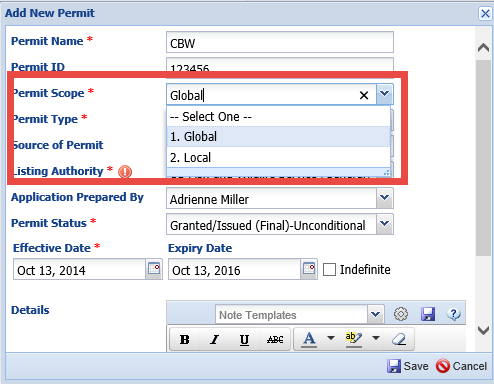 Add New Permit
Permit Name * CBW
Permit ID 123456
Permit Scope * Global
-- Select One --
Permit Type * 1. Global
Source of Permit 2. Local
Listing Authority *
Application Prepared By Adrienne Miller
Permit Status * Granted/Issued (Final)-Unconditional
Effective Date * Expiry Date
Oct 13, 2014 Oct 13, 2016 Indefinite
Details Note Templates
B I U ABC A ab
Save Cancel